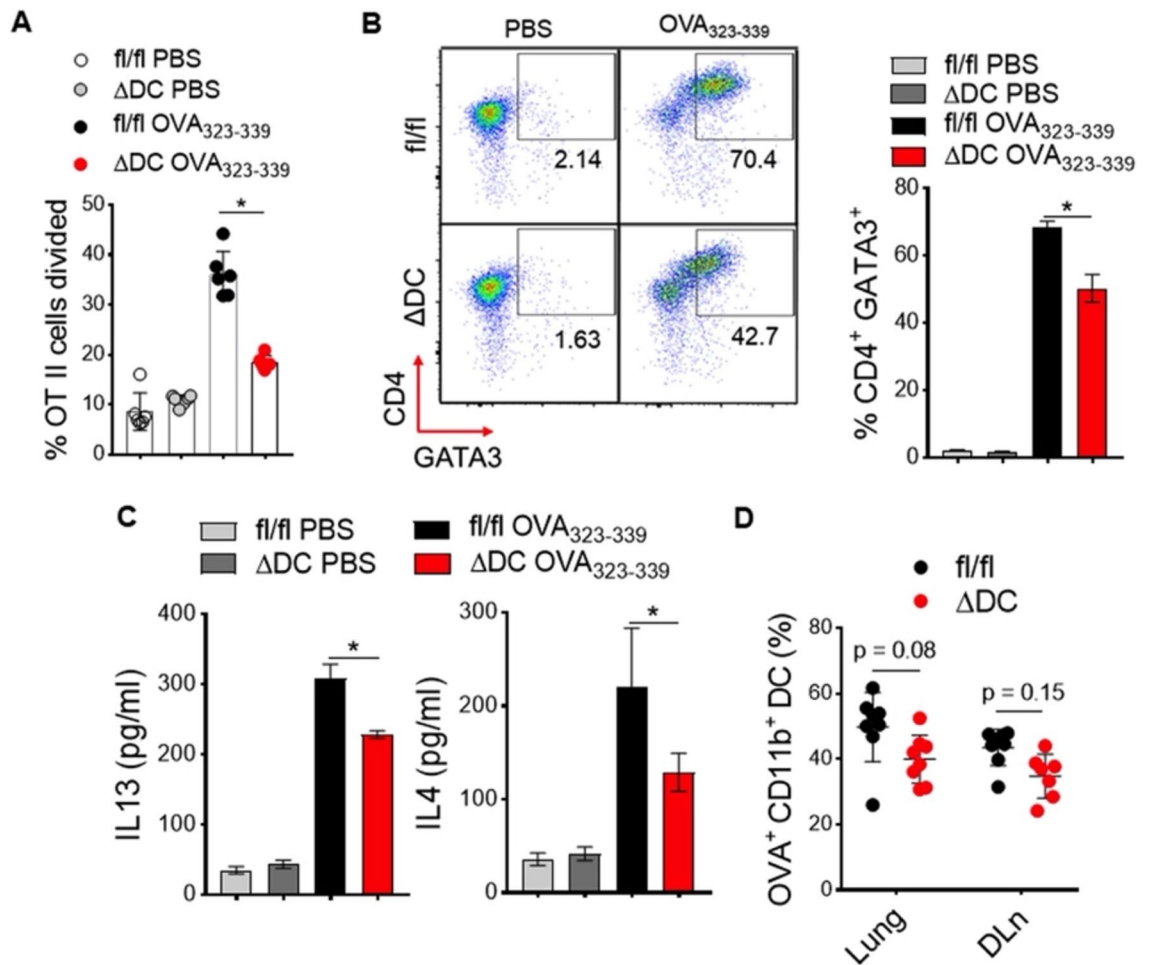 A
fl/fl PBS
ΔDC PBS
fl/fl OVA323-339
ΔDC OVA323-339
50
40
30
20
10
0
% OT II cells divided
*
B
PBS
OVA323-339
fl/fl
ΔDC
2.14
70.4
1.63
42.7
CD4
GATA3
fl/fl PBS
ΔDC PBS
fl/fl OVA323-339
ΔDC OVA323-339
80
60
40
20
0
% CD4+ GATA3+
*
C
fl/fl PBS
ΔDC PBS
fl/fl OVA323-339
ΔDC OVA323-339
400
300
200
100
0
IL13 (pg/ml)
*
300
200
100
0
IL4 (pg/ml)
*
D
fl/fl
ΔDC
80
60
40
20
0
OVA+ CD11b+ DC (%)
p = 0.08
p = 0.15
Lung
DLn